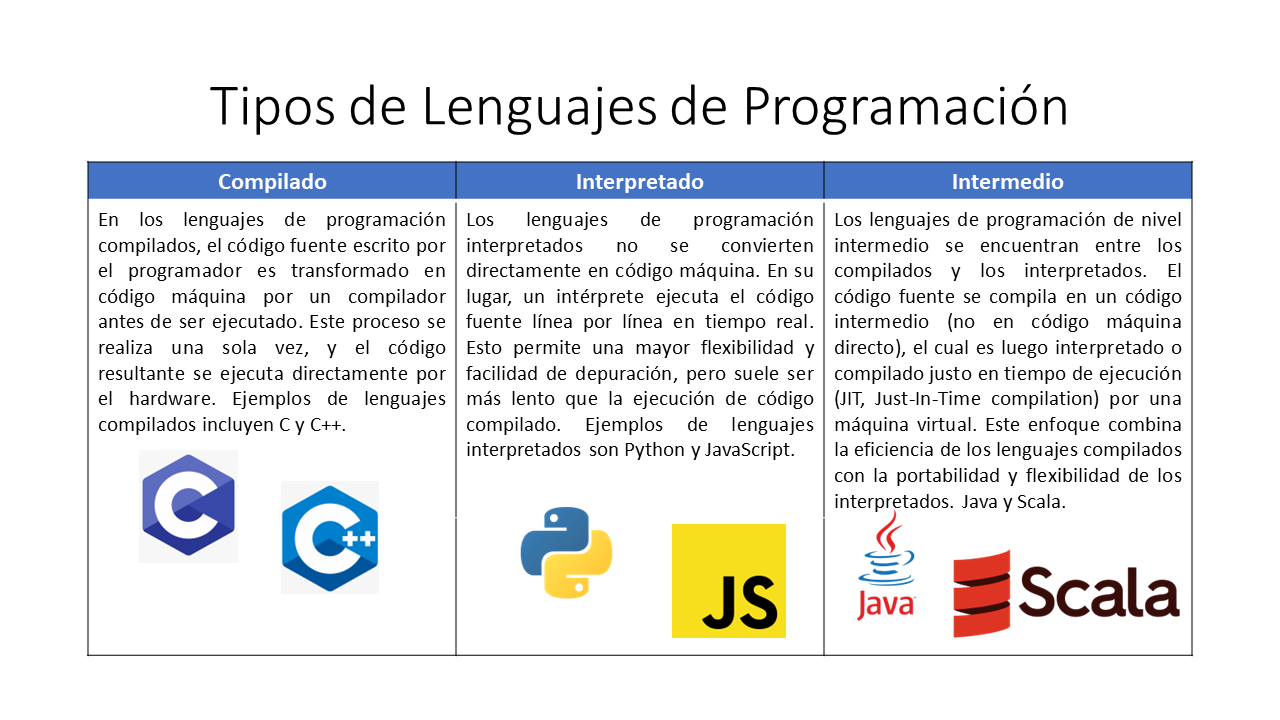 Tipos de Lenguajes de Programación
Compilado
En los lenguajes de programación
compilados, el código fuente escrito por
el programador es transformado en
código máquina por un compilador
antes de ser ejecutado. Este proceso se
realiza una sola vez, y el código
resultante se ejecuta directamente por
el hardware. Ejemplos de lenguajes
compilados incluyen C y C++.
C
C++
Interpretado
Los lenguajes de programación
interpretados no se convierten
directamente en código máquina. En su
lugar, un intérprete ejecuta el código
fuente línea por línea en tiempo real.
Esto permite una mayor flexibilidad y
facilidad de depuración, pero suele ser
más lento que la ejecución de código
compilado. Ejemplos de lenguajes
interpretados son Python y JavaScript.
JS
Intermedio
Los lenguajes de programación de nivel
intermedio se encuentran entre los
compilados y los interpretados. El
código fuente se compila en un código
intermedio (no en código máquina
directo), el cual es luego interpretado o
compilado justo en tiempo de ejecución
(JIT, Just-In-Time compilation) por una
máquina virtual. Este enfoque combina
la eficiencia de los lenguajes compilados
con la portabilidad y flexibilidad de los
interpretados. Java y Scala.
Java
Scala